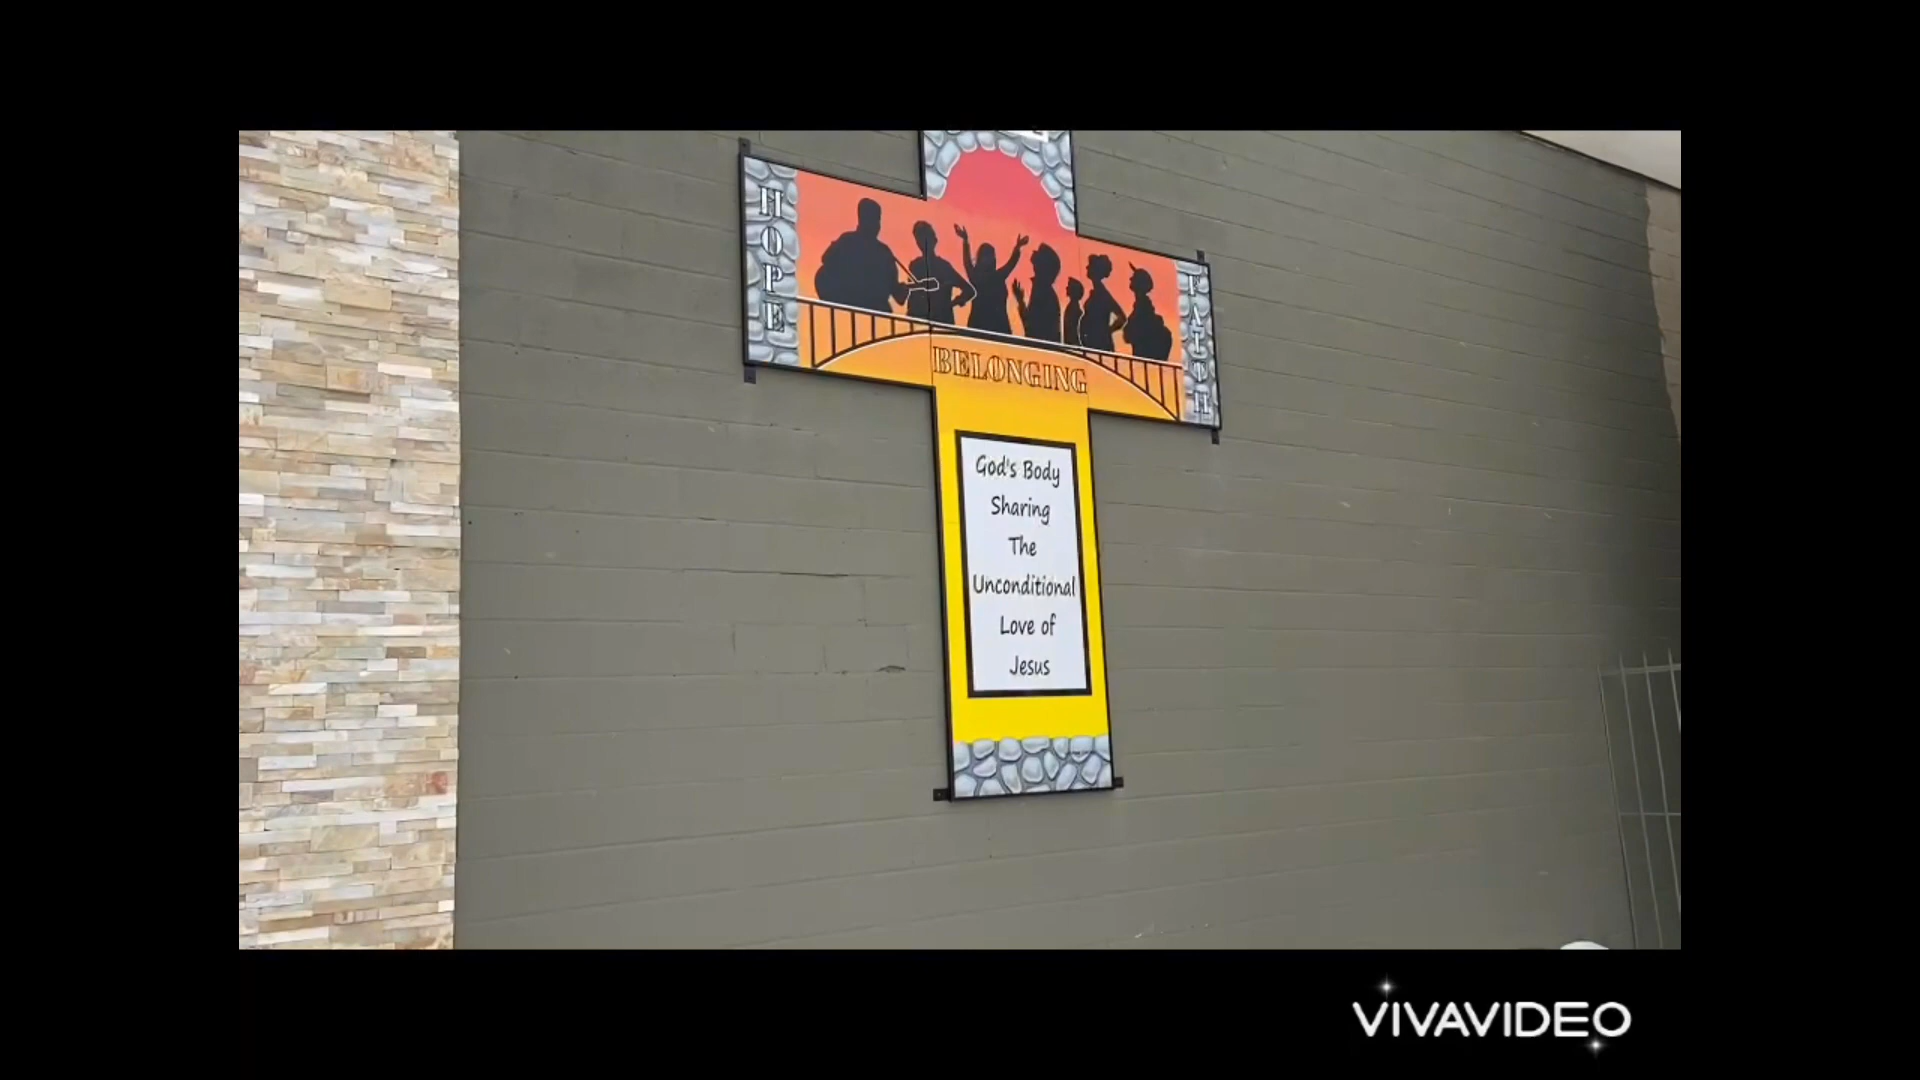 HOPE
FAITH
BELONGING
God's Body
Sharing
The
Unconditional
Love of
Jesus
VIVAVIDEO